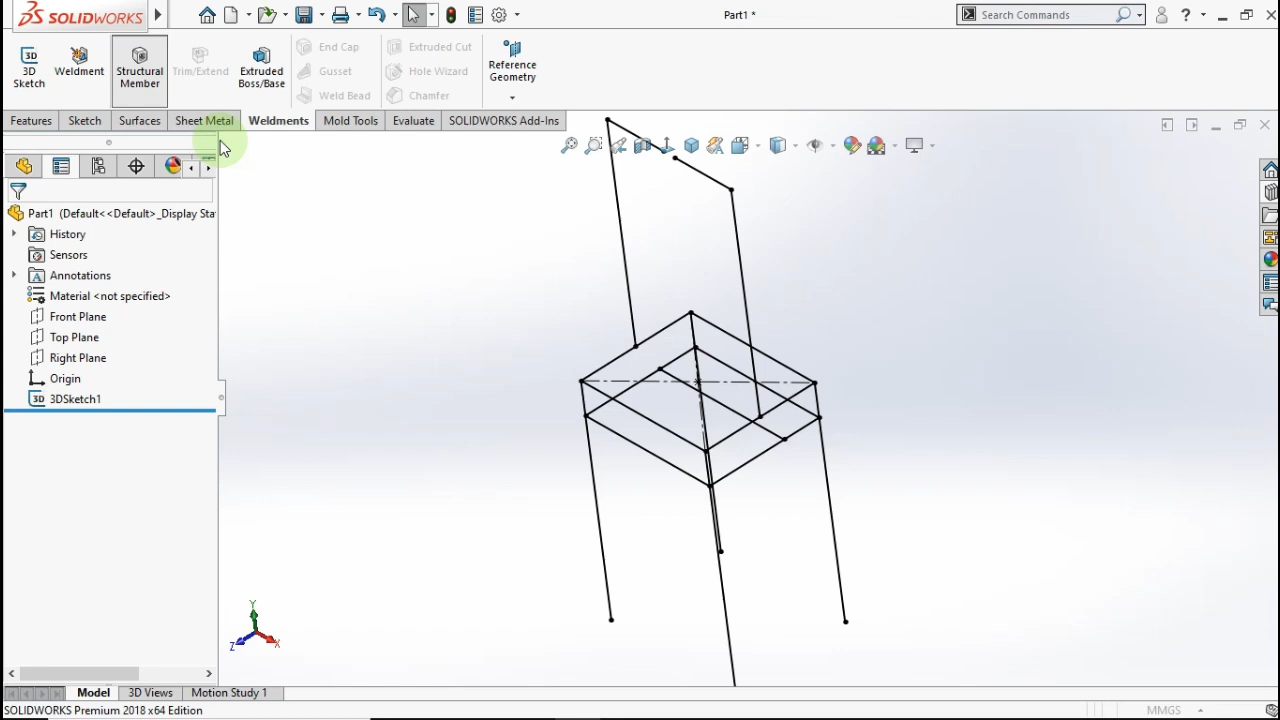 SOLIDWORKS
Part1 *
Search Commands
?
3D Sketch
Weldment
Structural Member
Trim/Extend
Extruded Boss/Base
End Cap
Gusset
Weld Bead
Extruded Cut
Hole Wizard
Chamfer
Reference Geometry
Features
Sketch
Surfaces
Sheet Metal
Weldments
Mold Tools
Evaluate
SOLIDWORKS Add-Ins
Part1 (Default<<Default>_Display Sta
History
Sensors
Annotations
Material <not specified>
Front Plane
Top Plane
Right Plane
Origin
3D 3DSketch1
Y
Z
X
Model
3D Views
Motion Study 1
SOLIDWORKS Premium 2018 x64 Edition
MMGS